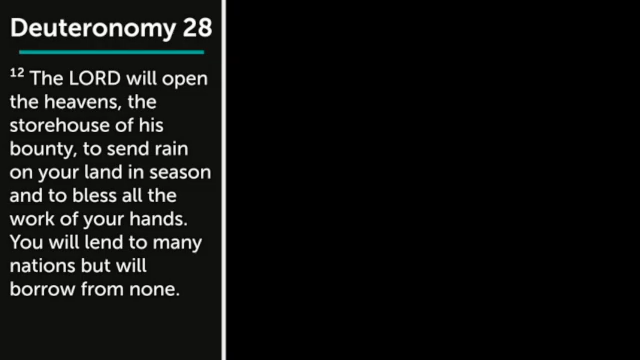 Deuteronomy 28
12 The LORD will open
the heavens, the
storehouse of his
bounty, to send rain
on your land in season
and to bless all the
work of your hands.
You will lend to many
nations but will
borrow from none.